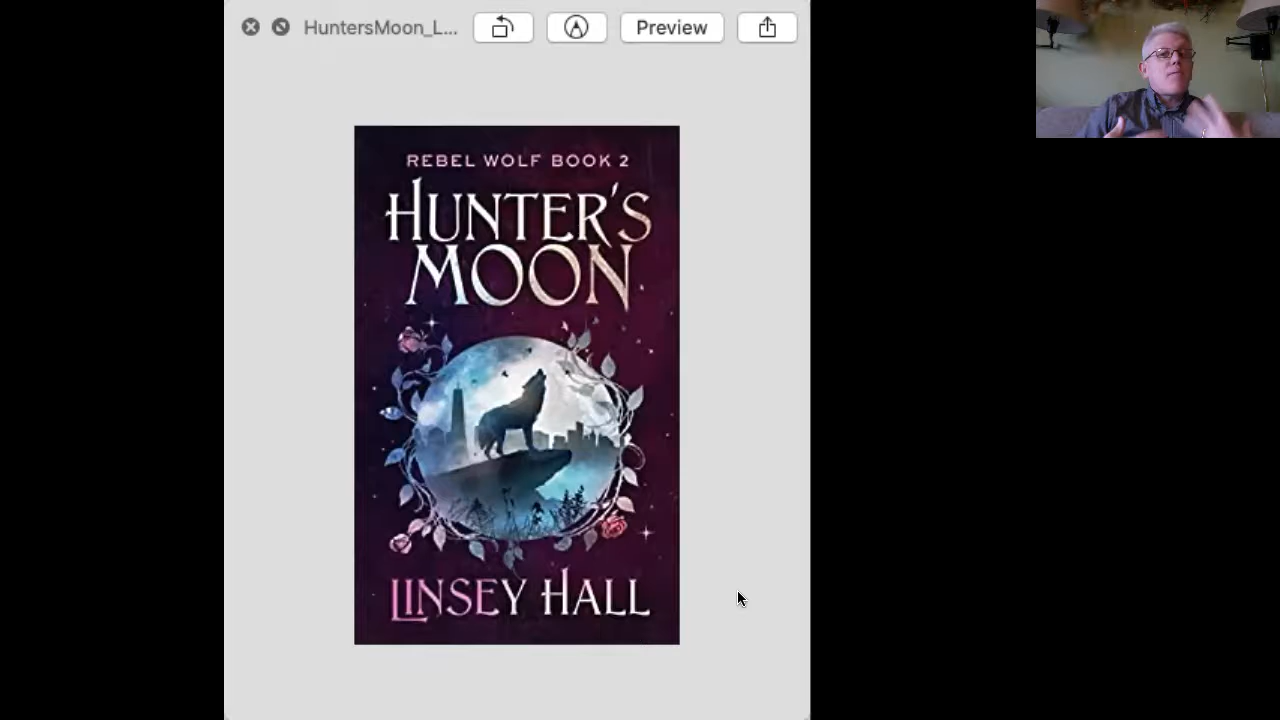 HuntersMoon_L...
Preview
REBEL WOLF BOOK 2
HUNTER'S
MOON
LINSEY HALL